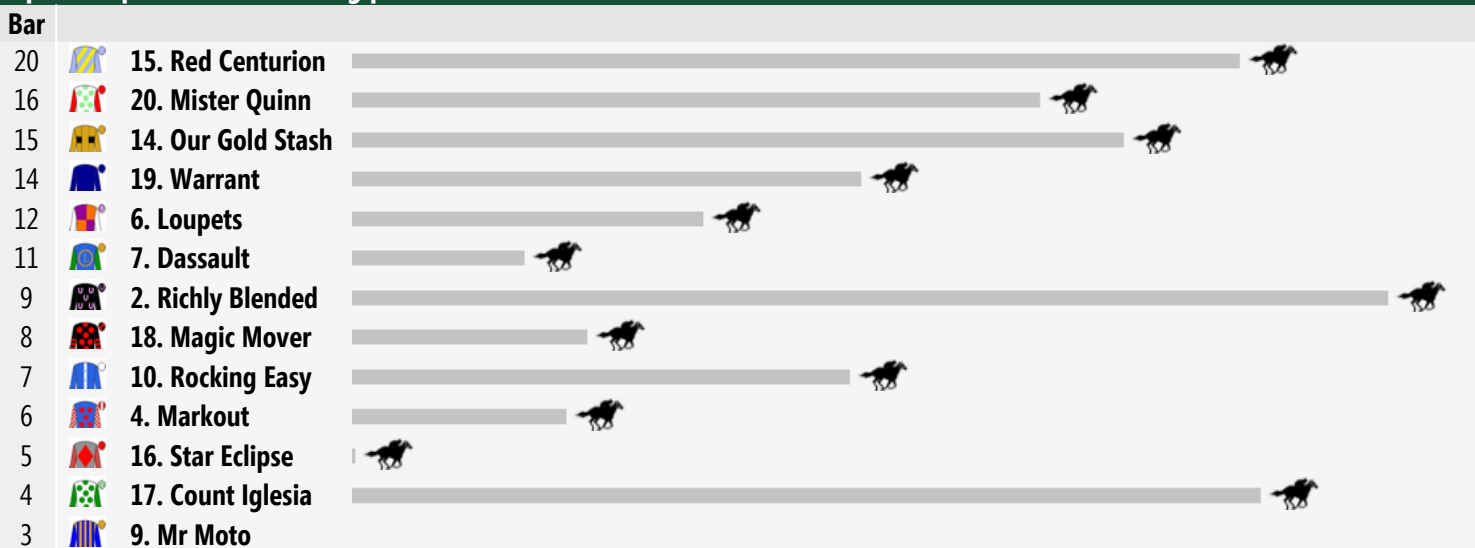 Bar
20 15. Red Centurion
16 20. Mister Quinn
15 14. Our Gold Stash
14 19. Warrant
12 6. Loupets
11 7. Dassault
9 2. Richly Blended
8 18. Magic Mover
7 10. Rocking Easy
6 4. Markout
5 16. Star Eclipse
4 17. Count Iglesia
3 9. Mr Moto